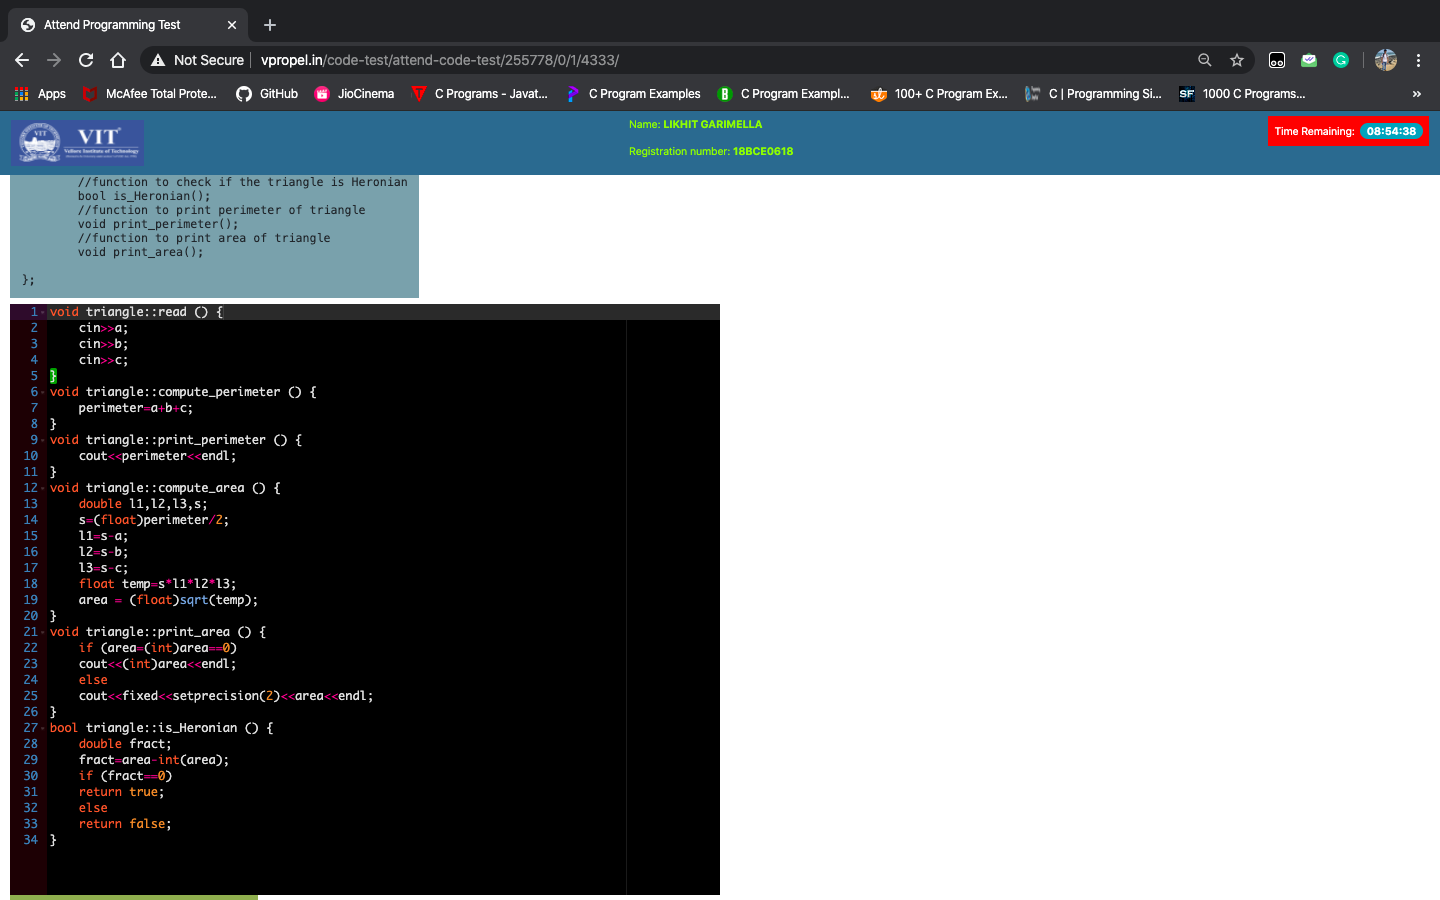 Attend Programming Test
Not Secure vpropel.in/code-test/attend-code-test/255778/0/1/4333/
Apps McAfee Total Prote... GitHub JioCinema C Programs - Javat... C Program Examples C Program Exampl... 100+ C Program Ex... C | Programming Si... SF 1000 C Programs... »
VIT
VIT
Vellore Institute of Technology
Name: LIKHIT GARIMELLA
Registration number: 18BCE0618
Time Remaining: 08:54:38
//function to check if the triangle is Heronian
bool is_Heronian();
//function to print perimeter of triangle
void print_perimeter();
//function to print area of triangle
void print_area();
};
1 void triangle::read () {
2 cin>>a;
3 cin>>b;
4 cin>>c;
5 }
6 void triangle::compute_perimeter () {
7 perimeter=a+b+c;
8 }
9 void triangle::print_perimeter () {
10 cout<<perimeter<<endl;
11 }
12 void triangle::compute_area () {
13 double l1,l2,l3,s;
14 s=(float)perimeter/2;
15 l1=s-a;
16 l2=s-b;
17 l3=s-c;
18 float temp=s*l1*l2*l3;
19 area = (float)sqrt(temp);
20 }
21 void triangle::print_area () {
22 if (area=(int)area==0)
23 cout<<(int)area<<endl;
24 else
25 cout<<fixed<<setprecision(2)<<area<<endl;
26 }
27 bool triangle::is_Heronian () {
28 double fract;
29 fract=area-int(area);
30 if (fract==0)
31 return true;
32 else
33 return false;
34 }